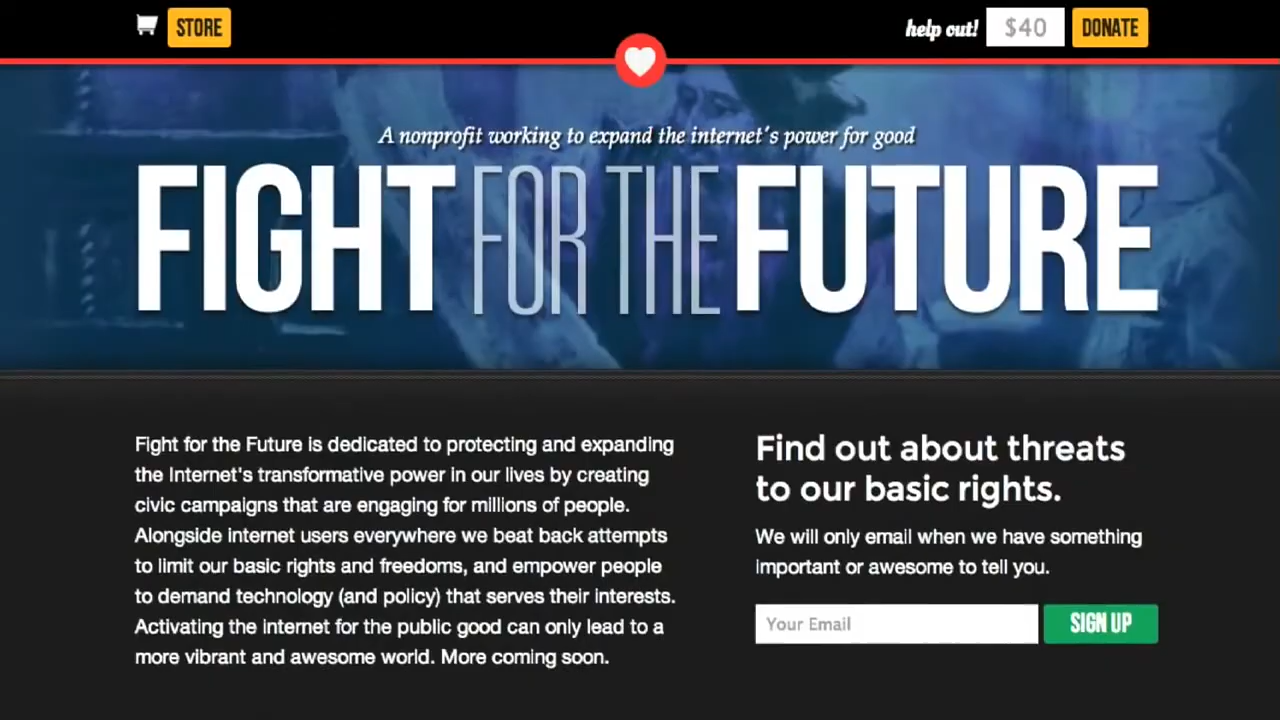 STORE
help out! $40 DONATE
A nonprofit working to expand the internet's power for good
FIGHT FOR THE FUTURE
Fight for the Future is dedicated to protecting and expanding
the Internet's transformative power in our lives by creating
civic campaigns that are engaging for millions of people.
Alongside internet users everywhere we beat back attempts
to limit our basic rights and freedoms, and empower people
to demand technology (and policy) that serves their interests.
Activating the internet for the public good can only lead to a
more vibrant and awesome world. More coming soon.
Find out about threats
to our basic rights.
We will only email when we have something
important or awesome to tell you.
Your Email SIGN UP